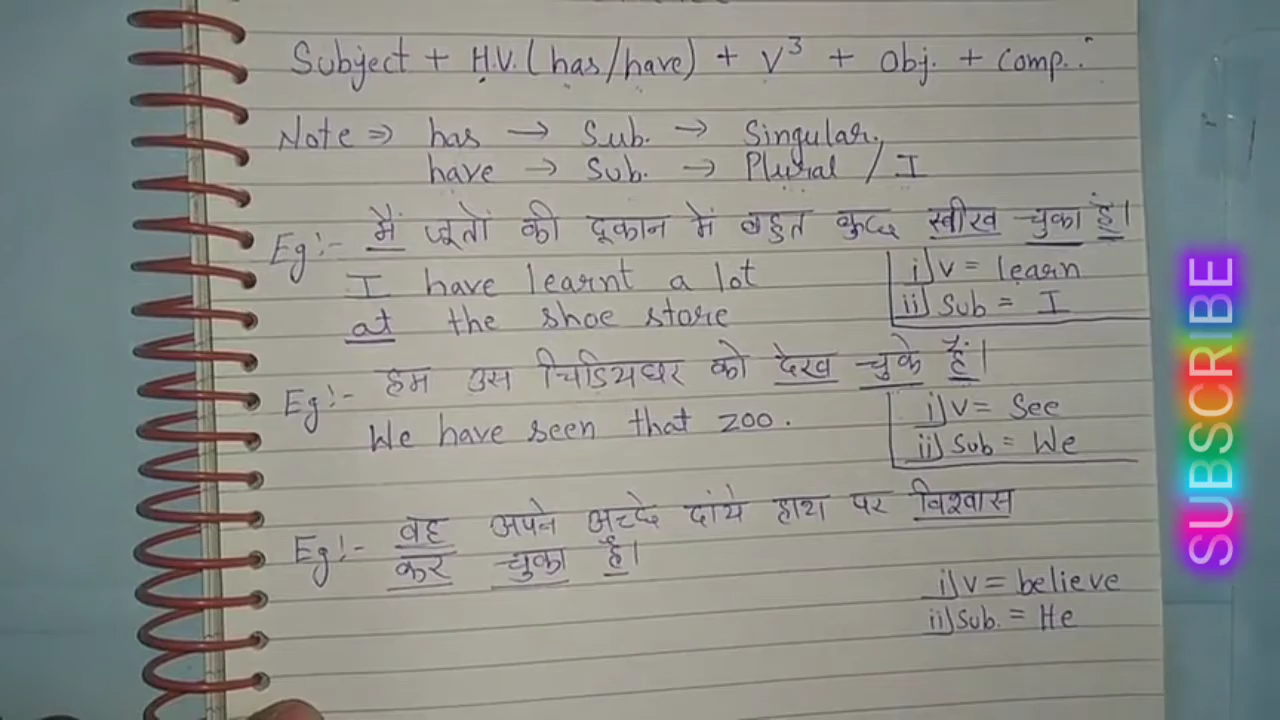 Subject + H.V. (has/have) + V³ + Obj. + Comp..
Note ⇒ has → Sub. → Singular.
have → Sub. → Plural / I
Eg:- मैं जूतों की दूकान में बहुत कुछ सीख चुका हूं।
I have learnt a lot
i) V = learn
ii) Sub = I
at the shoe store
Eg:- हम उस चिडियघर को देख चुके हैं।
We have seen that zoo.
i) V = See
ii) Sub = We
Eg:- वह अपने अच्छे दांये हाथ पर विश्वास
कर चुका है।
i) V = believe
ii) Sub. = He
SUBSCRIBE